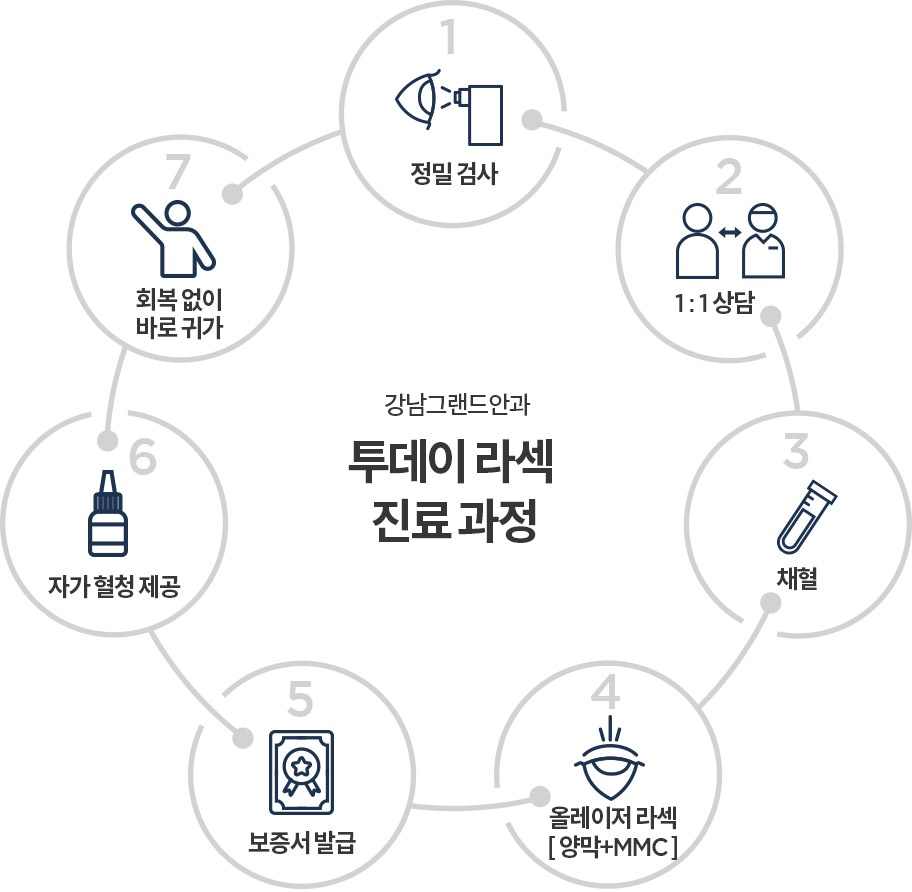 강남그랜드안과
투데이 라섹
진료 과정
1
정밀 검사
2
1:1 상담
3
채혈
4
올레이저 라섹
[ 양막+MMC ]
5
보증서 발급
6
자가 혈청 제공
7
회복 없이
바로 귀가